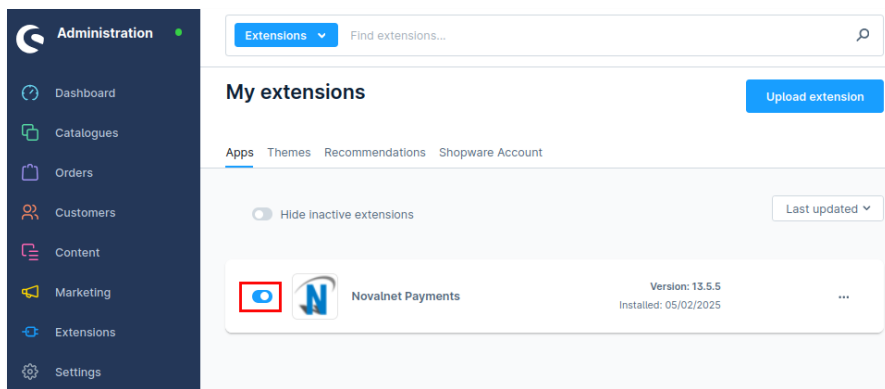 Administration
Dashboard
Catalogues
Orders
Customers
Content
Marketing
Extensions
Settings
Extensions Find extensions...
My extensions
Upload extension
Apps Themes Recommendations Shopware Account
Hide inactive extensions
Last updated
N Novalnet Payments
Version: 13.5.5
Installed: 05/02/2025